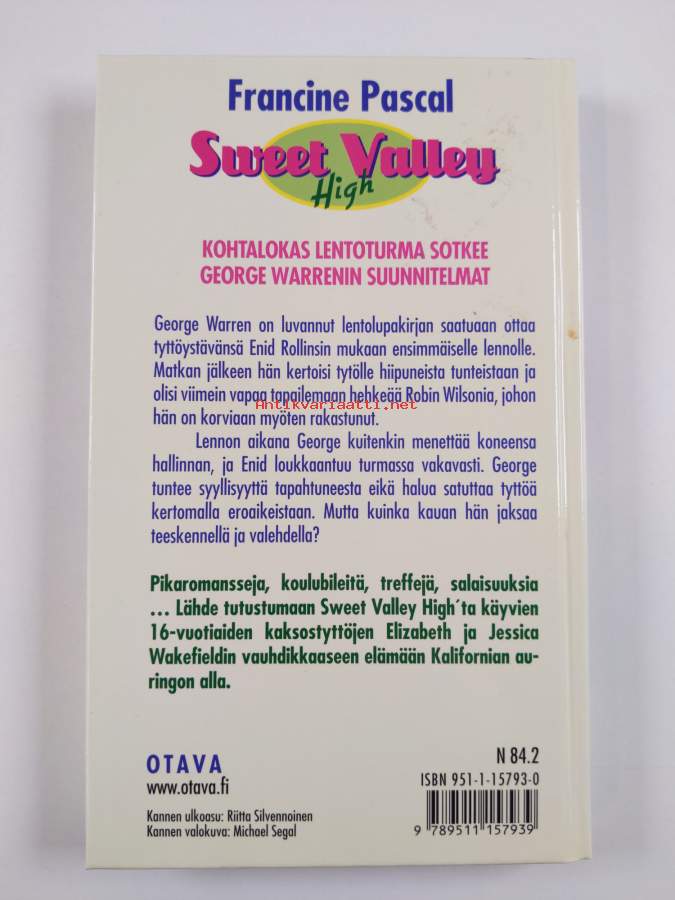 Francine Pascal
Sweet Valley
High
KOHTALOKAS LENTOTURMA SOTKEE
GEORGE WARRENIN SUUNNITELMAT
George Warren on luvannut lentolupakirjan saatuaan ottaa
tyttöystävänsä Enid Rollinsin mukaan ensimmäiselle lennolle.
Matkan jälkeen hän kertoisi tytölle hiipuneista tunteistaan ja
olisi viimein vapaa tapailemaan hehkeää Robin Wilsonia, johon
Antikvariaatti.net
hän on korviaan myöten rakastunut.
Lennon aikana George kuitenkin menettää koneensa
hallinnan, ja Enid loukkaantuu turmassa vakavasti. George
tuntee syyllisyyttä tapahtuneesta eikä halua satuttaa tyttöä
kertomalla eroaikeistaan. Mutta kuinka kauan hän jaksaa
teeskennellä ja valehdella?
Pikaromansseja, koulubileitä, treffejä, salaisuuksia
... Lähde tutustumaan Sweet Valley High´ta käyvien
16-vuotiaiden kaksostyttöjen Elizabeth ja Jessica
Wakefieldin vauhdikkaaseen elämään Kalifornian au-
ringon alla.
OTAVA
www.otava.fi
Kannen ulkoasu: Riitta Silvennoinen
Kannen valokuva: Michael Segal
N 84.2
ISBN 951-1-15793-0
9 789511 157939